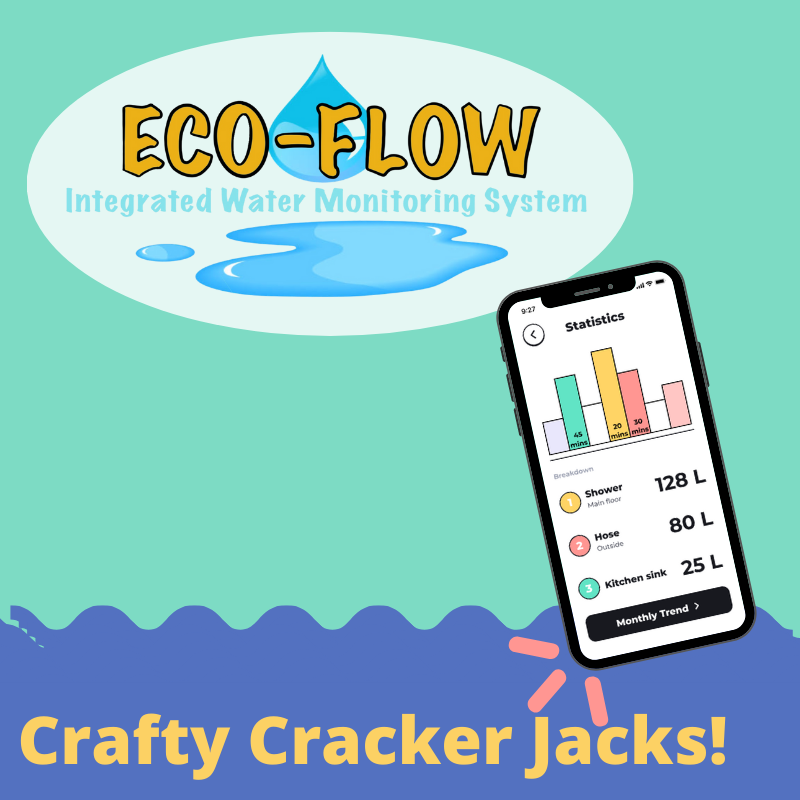 ECO-FLOW
Integrated Water Monitoring System
9:27
Statistics
45 mins
20 mins
30 mins
Breakdown
1 Shower 128 L
Main floor
2 Hose 80 L
Outside
3 Kitchen sink 25 L
Monthly Trend >
Crafty Cracker Jacks!